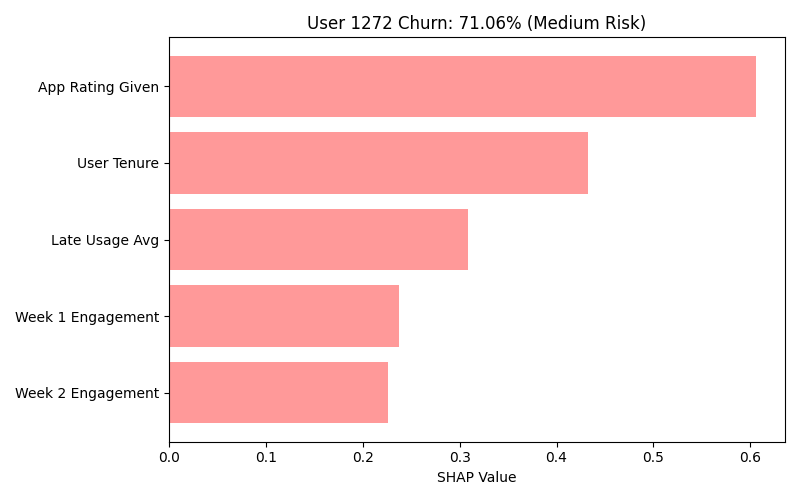 User 1272 Churn: 71.06% (Medium Risk)
App Rating Given
User Tenure
Late Usage Avg
Week 1 Engagement
Week 2 Engagement
0.0 0.1 0.2 0.3 0.4 0.5 0.6
SHAP Value